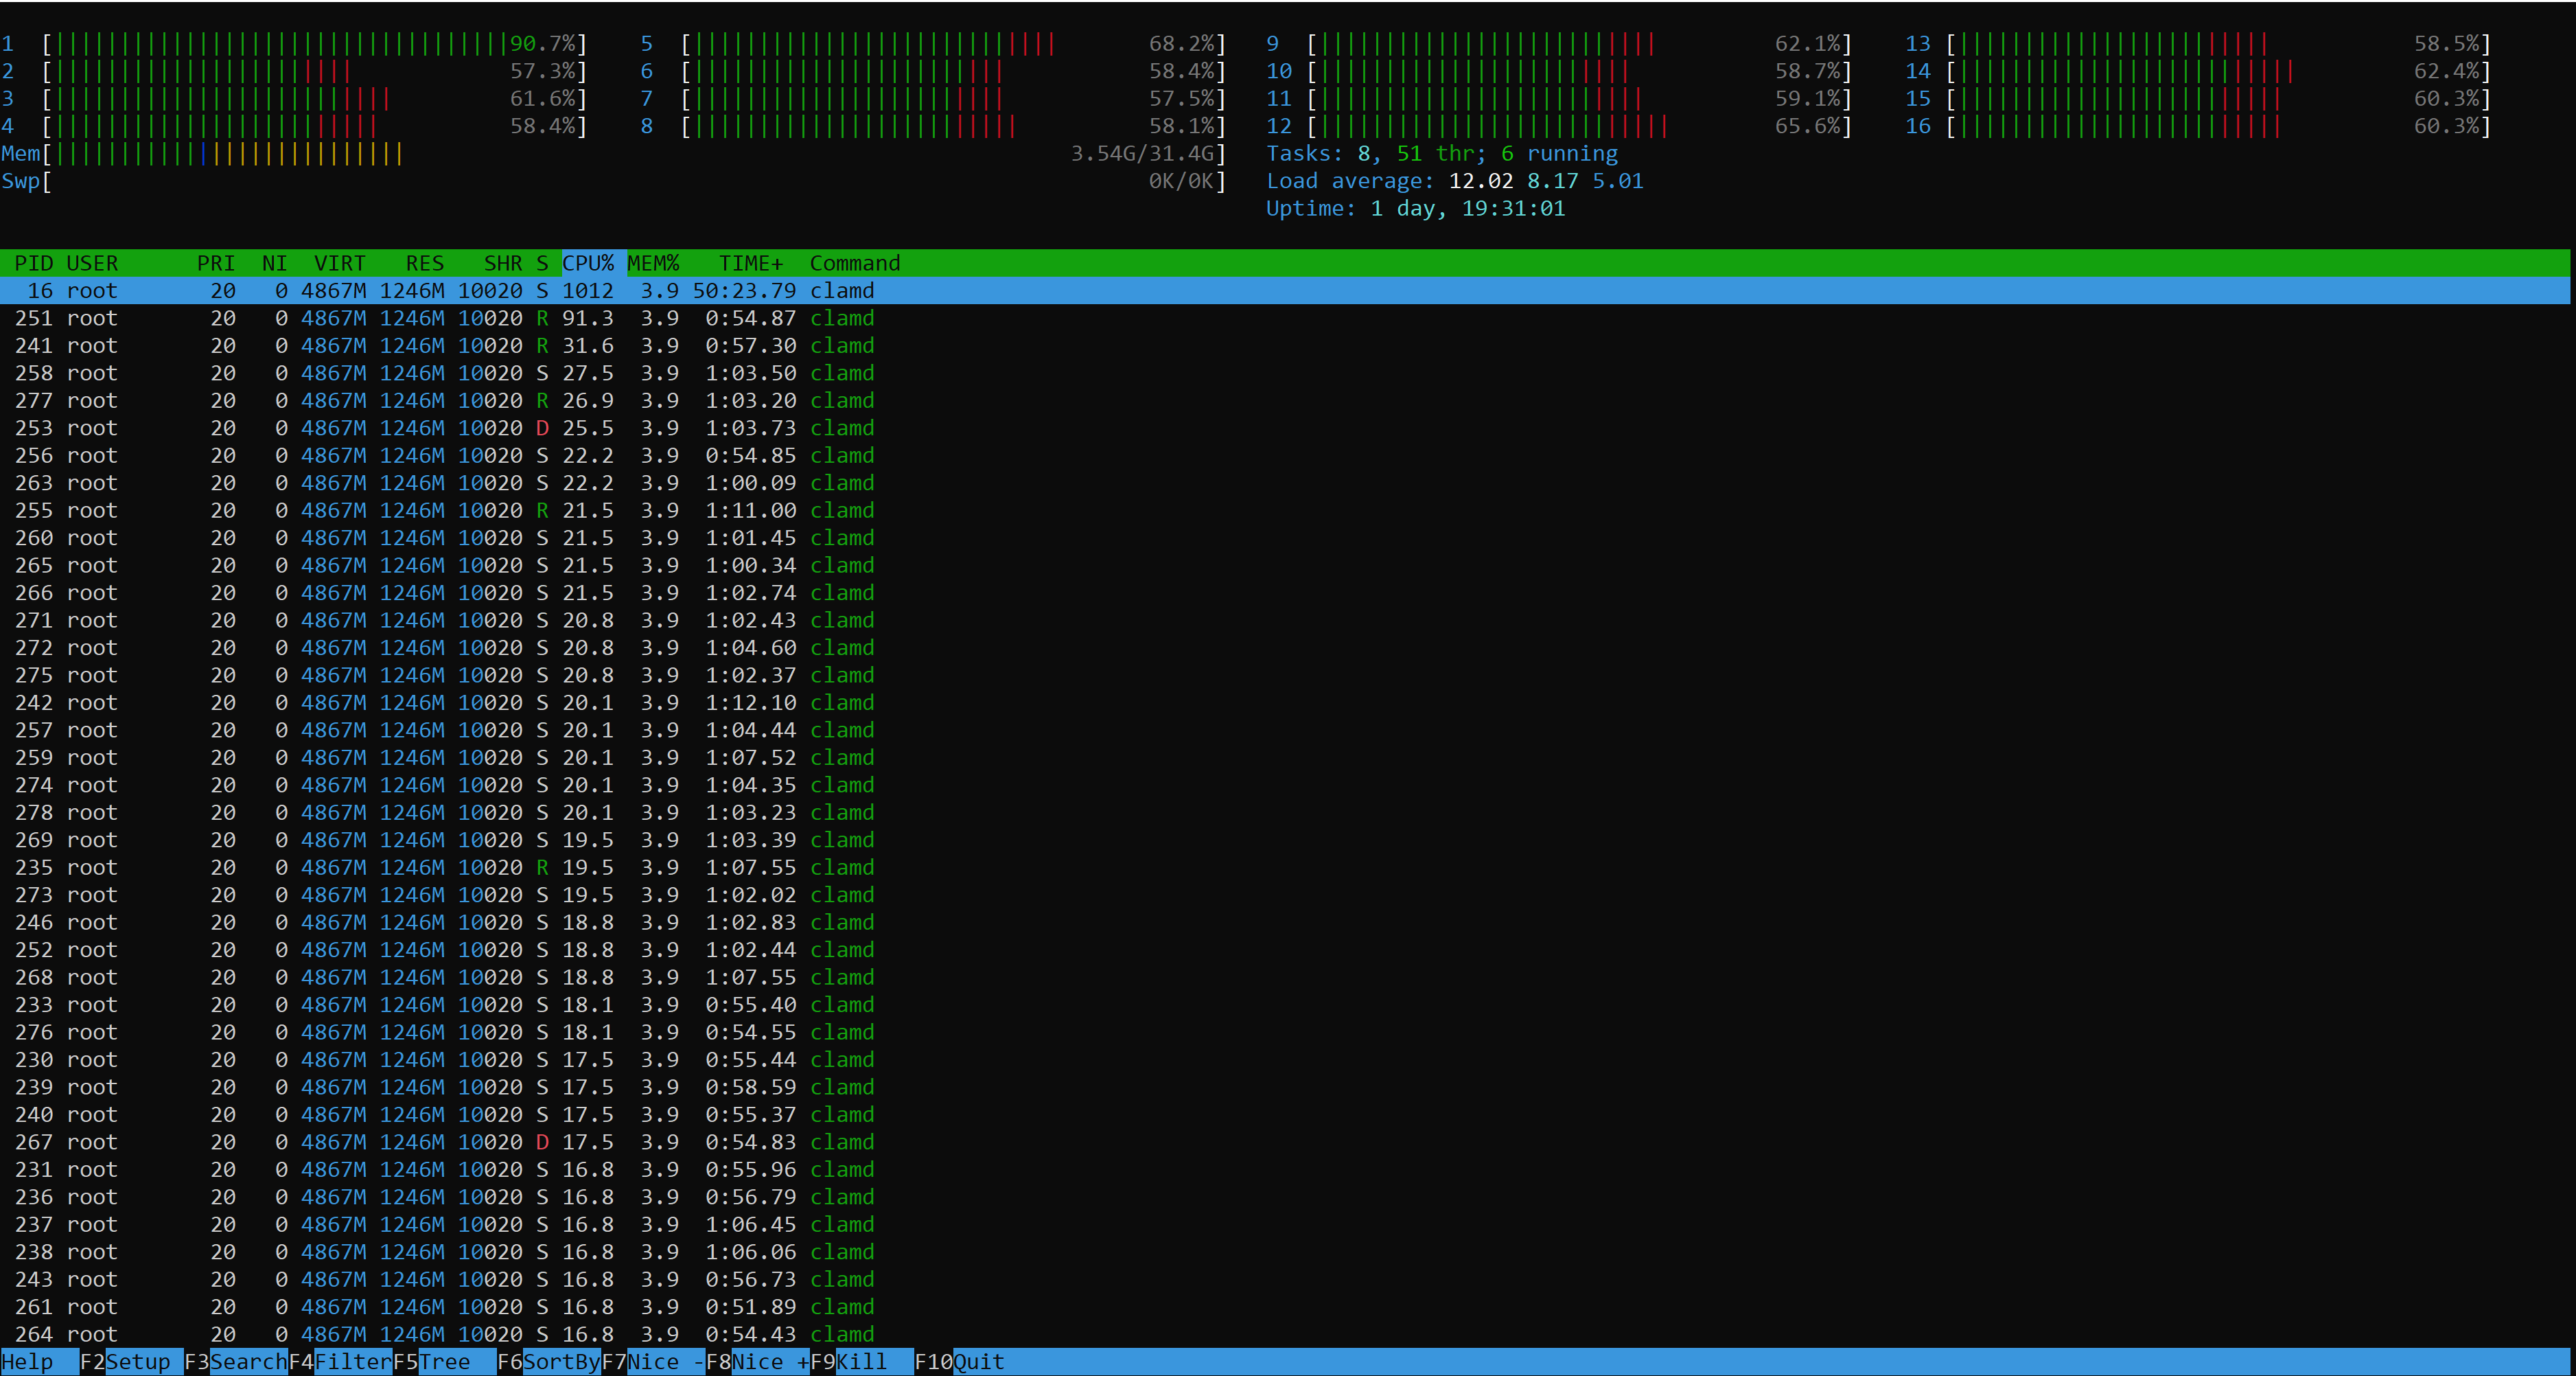 1 [||||||||||||||||||||||||||||||||||90.7%] 5 [|||||||||||||||||||||||||||| 68.2%] 9 [|||||||||||||||||||||||||| 62.1%] 13 [|||||||||||||||||||||||| 58.5%]
2 [||||||||||||||||||||||| 57.3%] 6 [|||||||||||||||||||||||| 58.4%] 10 [|||||||||||||||||||||||| 58.7%] 14 [|||||||||||||||||||||||||| 62.4%]
3 [|||||||||||||||||||||||||| 61.6%] 7 [|||||||||||||||||||||||| 57.5%] 11 [||||||||||||||||||||||||| 59.1%] 15 [||||||||||||||||||||||||| 60.3%]
4 [||||||||||||||||||||||||| 58.4%] 8 [||||||||||||||||||||||||| 58.1%] 12 [||||||||||||||||||||||||||| 65.6%] 16 [||||||||||||||||||||||||| 60.3%]
Mem[||||||||||||||||||||||||||| 3.54G/31.4G] Tasks: 8, 51 thr; 6 running
Swp[ 0K/0K] Load average: 12.02 8.17 5.01
Uptime: 1 day, 19:31:01
PID USER PRI NI VIRT RES SHR S CPU% MEM% TIME+ Command
16 root 20 0 4867M 1246M 10020 S 1012 3.9 50:23.79 clamd
251 root 20 0 4867M 1246M 10020 R 91.3 3.9 0:54.87 clamd
241 root 20 0 4867M 1246M 10020 R 31.6 3.9 0:57.30 clamd
258 root 20 0 4867M 1246M 10020 S 27.5 3.9 1:03.50 clamd
277 root 20 0 4867M 1246M 10020 R 26.9 3.9 1:03.20 clamd
253 root 20 0 4867M 1246M 10020 D 25.5 3.9 1:03.73 clamd
256 root 20 0 4867M 1246M 10020 S 22.2 3.9 0:54.85 clamd
263 root 20 0 4867M 1246M 10020 S 22.2 3.9 1:00.09 clamd
255 root 20 0 4867M 1246M 10020 R 21.5 3.9 1:11.00 clamd
260 root 20 0 4867M 1246M 10020 S 21.5 3.9 1:01.45 clamd
265 root 20 0 4867M 1246M 10020 S 21.5 3.9 1:00.34 clamd
266 root 20 0 4867M 1246M 10020 S 21.5 3.9 1:02.74 clamd
271 root 20 0 4867M 1246M 10020 S 20.8 3.9 1:02.43 clamd
272 root 20 0 4867M 1246M 10020 S 20.8 3.9 1:04.60 clamd
275 root 20 0 4867M 1246M 10020 S 20.8 3.9 1:02.37 clamd
242 root 20 0 4867M 1246M 10020 S 20.1 3.9 1:12.10 clamd
257 root 20 0 4867M 1246M 10020 S 20.1 3.9 1:04.44 clamd
259 root 20 0 4867M 1246M 10020 S 20.1 3.9 1:07.52 clamd
274 root 20 0 4867M 1246M 10020 S 20.1 3.9 1:04.35 clamd
278 root 20 0 4867M 1246M 10020 S 20.1 3.9 1:03.23 clamd
269 root 20 0 4867M 1246M 10020 S 19.5 3.9 1:03.39 clamd
235 root 20 0 4867M 1246M 10020 R 19.5 3.9 1:07.55 clamd
273 root 20 0 4867M 1246M 10020 S 19.5 3.9 1:02.02 clamd
246 root 20 0 4867M 1246M 10020 S 18.8 3.9 1:02.83 clamd
252 root 20 0 4867M 1246M 10020 S 18.8 3.9 1:02.44 clamd
268 root 20 0 4867M 1246M 10020 S 18.8 3.9 1:07.55 clamd
233 root 20 0 4867M 1246M 10020 S 18.1 3.9 0:55.40 clamd
276 root 20 0 4867M 1246M 10020 S 18.1 3.9 0:54.55 clamd
230 root 20 0 4867M 1246M 10020 S 17.5 3.9 0:55.44 clamd
239 root 20 0 4867M 1246M 10020 S 17.5 3.9 0:58.59 clamd
240 root 20 0 4867M 1246M 10020 S 17.5 3.9 0:55.37 clamd
267 root 20 0 4867M 1246M 10020 D 17.5 3.9 0:54.83 clamd
231 root 20 0 4867M 1246M 10020 S 16.8 3.9 0:55.96 clamd
236 root 20 0 4867M 1246M 10020 S 16.8 3.9 0:56.79 clamd
237 root 20 0 4867M 1246M 10020 S 16.8 3.9 1:06.45 clamd
238 root 20 0 4867M 1246M 10020 S 16.8 3.9 1:06.06 clamd
243 root 20 0 4867M 1246M 10020 S 16.8 3.9 0:56.73 clamd
261 root 20 0 4867M 1246M 10020 S 16.8 3.9 0:51.89 clamd
264 root 20 0 4867M 1246M 10020 S 16.8 3.9 0:54.43 clamd
Help F2Setup F3SearchF4FilterF5Tree F6SortByF7Nice -F8Nice +F9Kill F10Quit